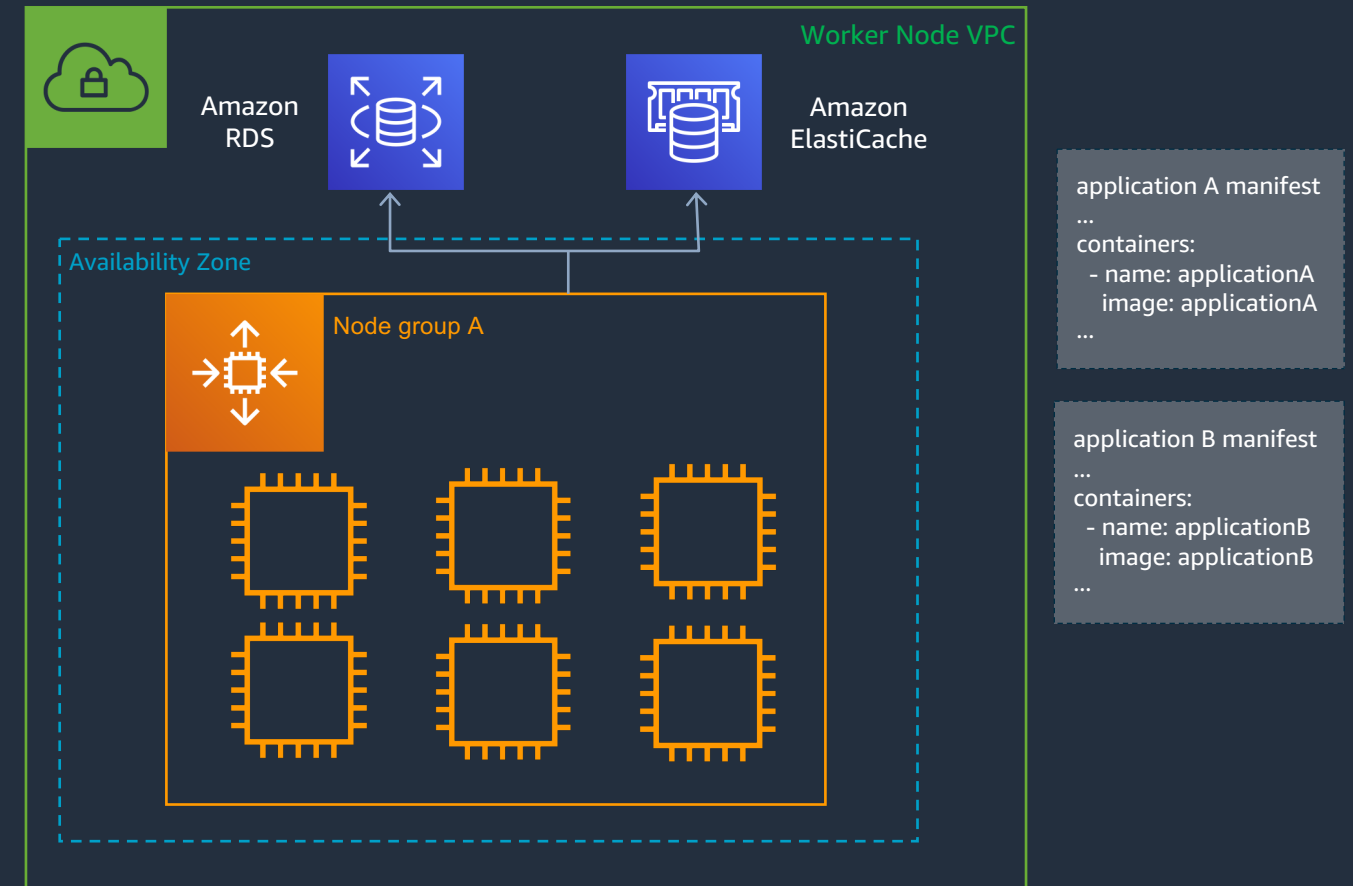 Worker Node VPC
Amazon
RDS
Amazon
ElastiCache
Availability Zone
Node group A
application A manifest
...
containers:
- name: applicationA
image: applicationA
...
application B manifest
...
containers:
- name: applicationB
image: applicationB
...